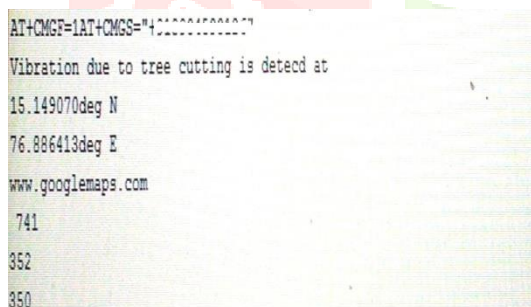 AT+CMGF=1AT+CMGS="
Vibration due to tree cutting is detecd at
15.149070deg N
76.886413deg E
www.googlemaps.com
741
352
350